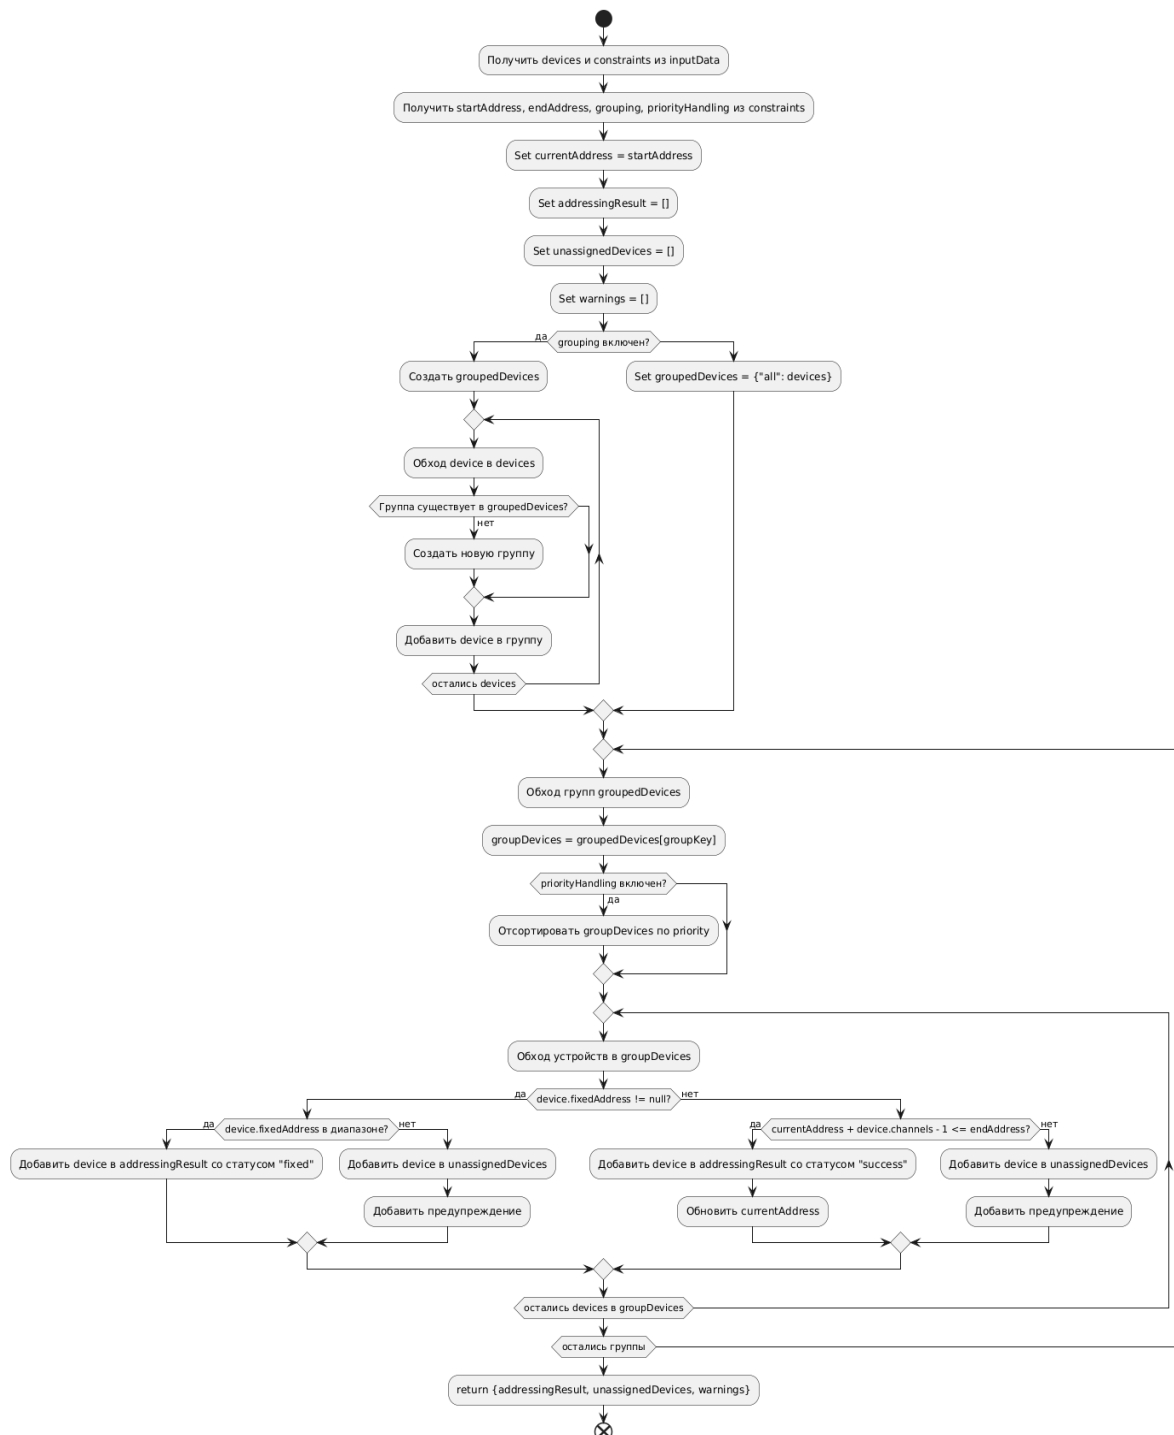 Получить devices и constraints из inputData
Получить startAddress, endAddress, grouping, priorityHandling из constraints
Set currentAddress = startAddress
Set addressingResult = []
Set unassignedDevices = []
Set warnings = []
да
grouping включен?
Создать groupedDevices
Set groupedDevices = {"all": devices}
Обход device в devices
Группа существует в groupedDevices?
нет
Создать новую группу
Добавить device в группу
остались devices
Обход групп groupedDevices
groupDevices = groupedDevices[groupKey]
priorityHandling включен?
да
Отсортировать groupDevices по priority
Обход устройств в groupDevices
да
device.fixedAddress != null?
нет
да
device.fixedAddress в диапазоне?
нет
да
currentAddress + device.channels - 1 <= endAddress?
нет
Добавить device в addressingResult со статусом "fixed"
Добавить device в unassignedDevices
Добавить device в addressingResult со статусом "success"
Добавить device в unassignedDevices
Добавить предупреждение
Обновить currentAddress
Добавить предупреждение
остались devices в groupDevices
остались группы
return {addressingResult, unassignedDevices, warnings}